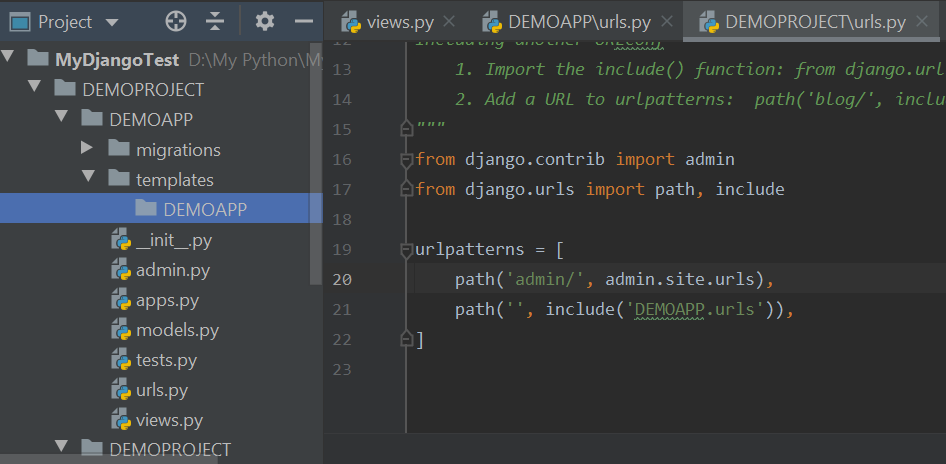 Project
MyDjangoTest D:\My Python\M
DEMOPROJECT
DEMOAPP
migrations
templates
DEMOAPP
__init__.py
admin.py
apps.py
models.py
tests.py
urls.py
views.py
DEMOPROJECT
views.py
DEMOAPP\urls.py
DEMOPROJECT\urls.py
12 Including another URLconf
13 1. Import the include() function: from django.url
14 2. Add a URL to urlpatterns: path('blog/', inclu
15 """
16 from django.contrib import admin
17 from django.urls import path, include
18
19 urlpatterns = [
20 path('admin/', admin.site.urls),
21 path('', include('DEMOAPP.urls')),
22 ]
23